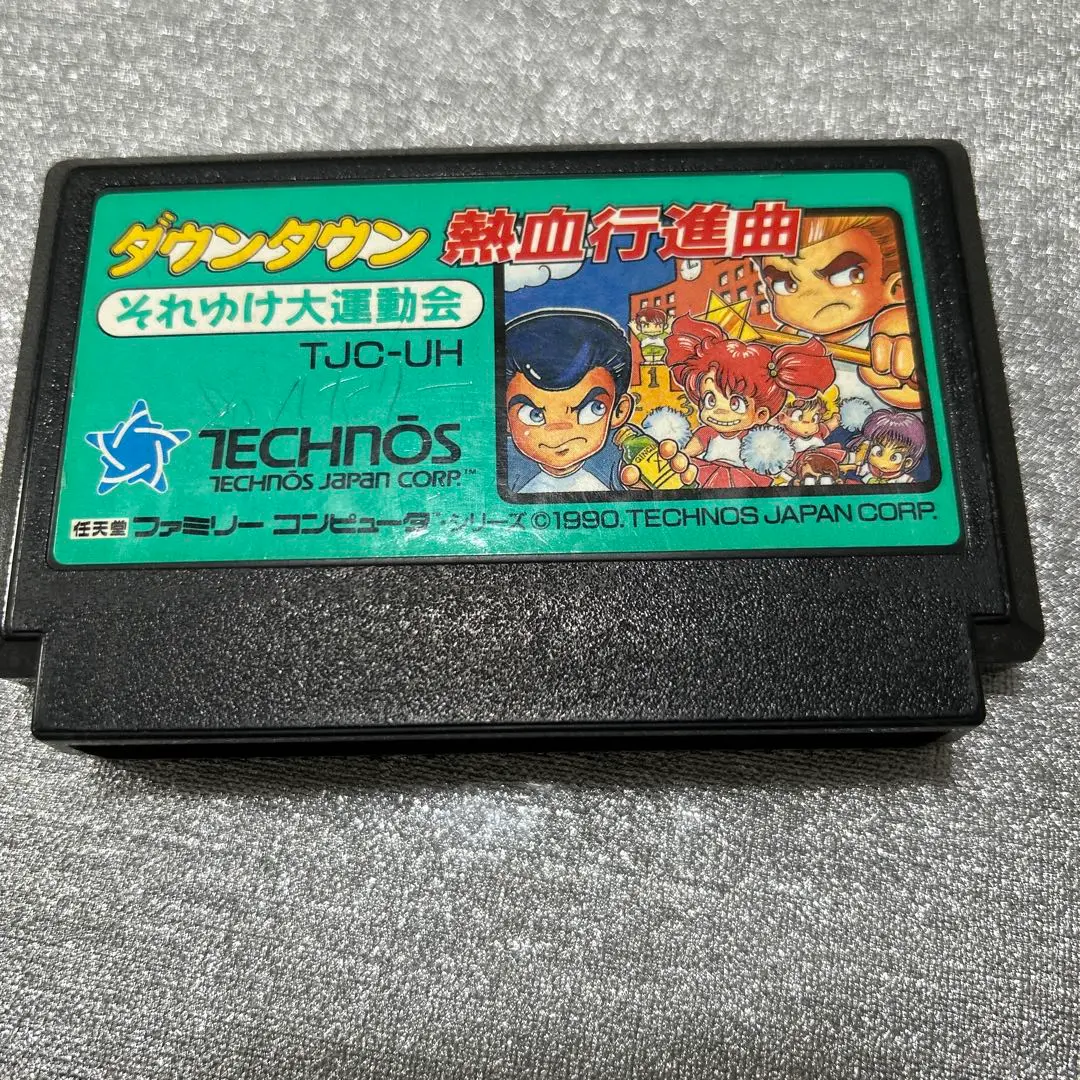 ダウンタウン 熱血行進曲
それゆけ大運動会
TJC-UH
TECHNŌS
TECHNŌS JAPAN CORP.™
任天堂 ファミリー コンピュータ シリーズ ©1990.TECHNOS JAPAN CORP.
1